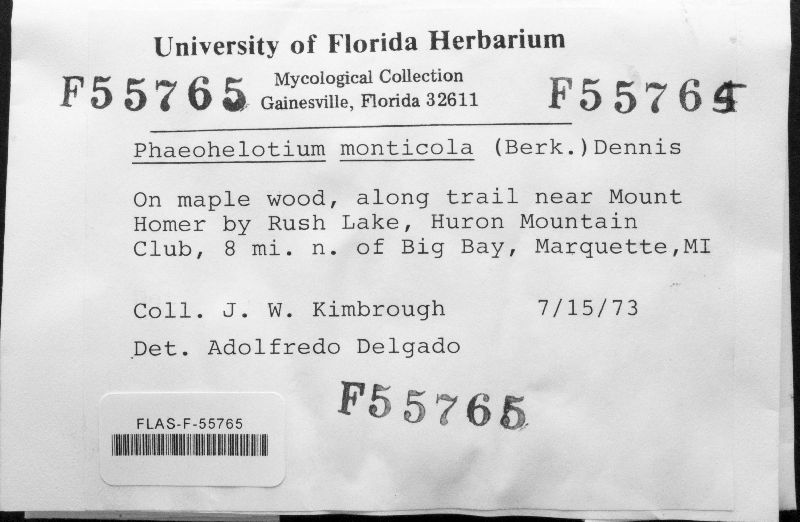 University of Florida Herbarium
F55765 Mycological Collection F55765
Gainesville, Florida 32611
Phaeohelotium monticola (Berk.) Dennis
On maple wood, along trail near Mount
Homer by Rush Lake, Huron Mountain
Club, 8 mi. n. of Big Bay, Marquette,MI
Coll. J. W. Kimbrough 7/15/73
Det. Adolfredo Delgado
F55765
FLAS-F-55765